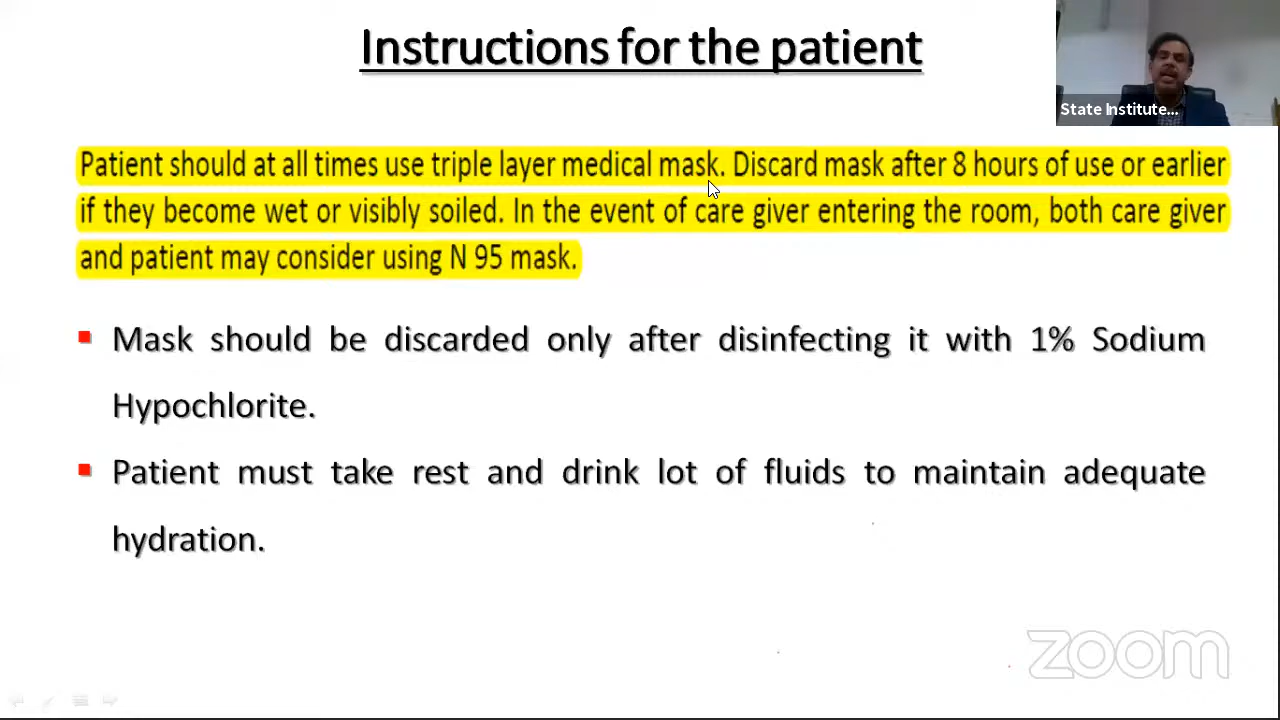 Instructions for the patient
State Institute...
Patient should at all times use triple layer medical mask. Discard mask after 8 hours of use or earlier
if they become wet or visibly soiled. In the event of care giver entering the room, both care giver
and patient may consider using N 95 mask.
Mask should be discarded only after disinfecting it with 1% Sodium
Hypochlorite.
Patient must take rest and drink lot of fluids to maintain adequate
hydration.
zoom